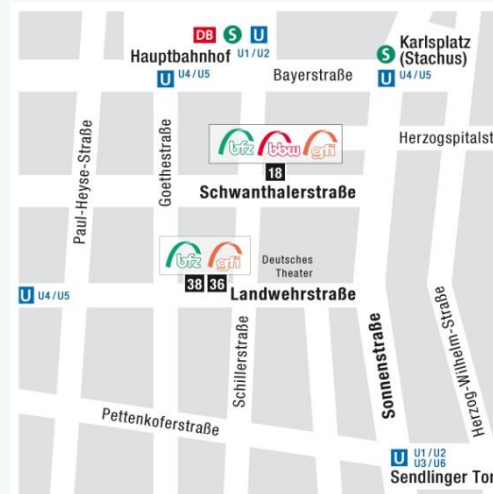 DB S U
Hauptbahnhof U1/U2
U U4/U5
S Karlsplatz
(Stachus)
U U4/U5
Bayerstraße
Paul-Heyse-Straße
Goethestraße
bfz bbw gfi
18
Schwanthalerstraße
Herzogspitalst
bfz gfi
38 36
Deutsches
Theater
Landwehrstraße
U U4/U5
Schillerstraße
Sonnenstraße
Herzog-Wilhelm-Straße
Pettenkoferstraße
U U1/U2
U3/U6
Sendlinger Tor